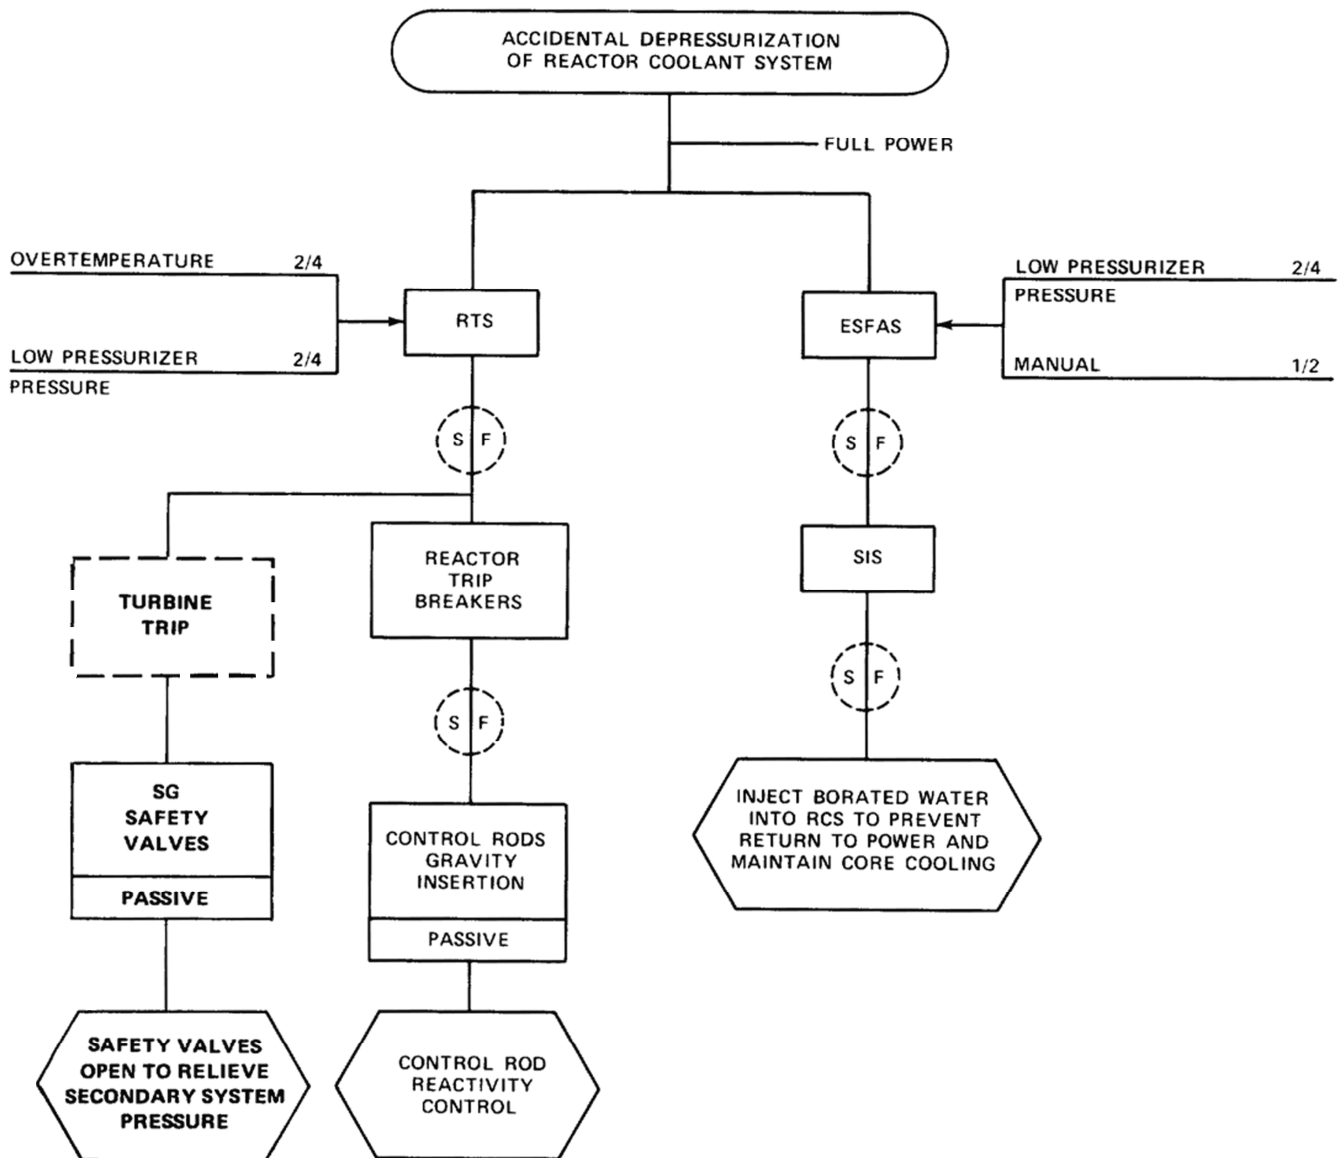 ACCIDENTAL DEPRESSURIZATION
OF REACTOR COOLANT SYSTEM
FULL POWER
OVERTEMPERATURE 2/4
LOW PRESSURIZER 2/4
PRESSURE
RTS
ESFAS
LOW PRESSURIZER 2/4
PRESSURE
MANUAL 1/2
S F
S F
TURBINE
TRIP
REACTOR
TRIP
BREAKERS
SIS
S F
S F
SG
SAFETY
VALVES
PASSIVE
CONTROL RODS
GRAVITY
INSERTION
PASSIVE
INJECT BORATED WATER
INTO RCS TO PREVENT
RETURN TO POWER AND
MAINTAIN CORE COOLING
SAFETY VALVES
OPEN TO RELIEVE
SECONDARY SYSTEM
PRESSURE
CONTROL ROD
REACTIVITY
CONTROL